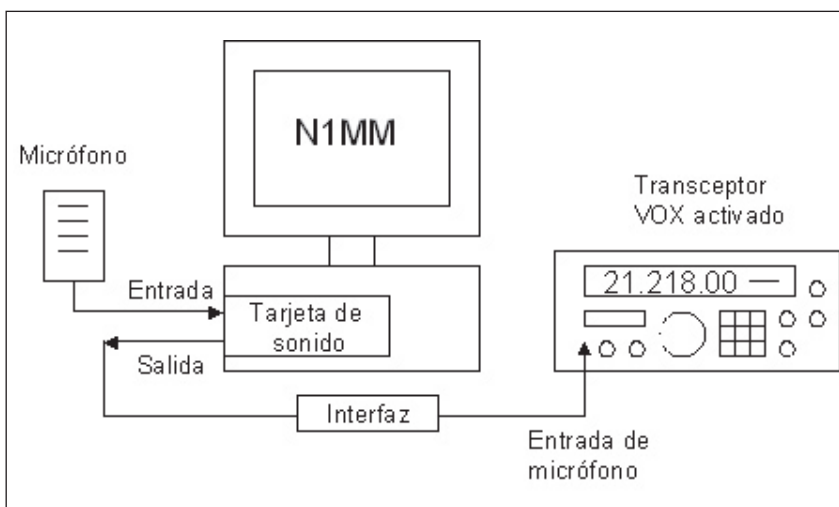 N1MM
Micrófono
Transceptor
VOX activado
21.218.00 —
Entrada
Tarjeta de
sonido
Salida
Interfaz
Entrada de
micrófono